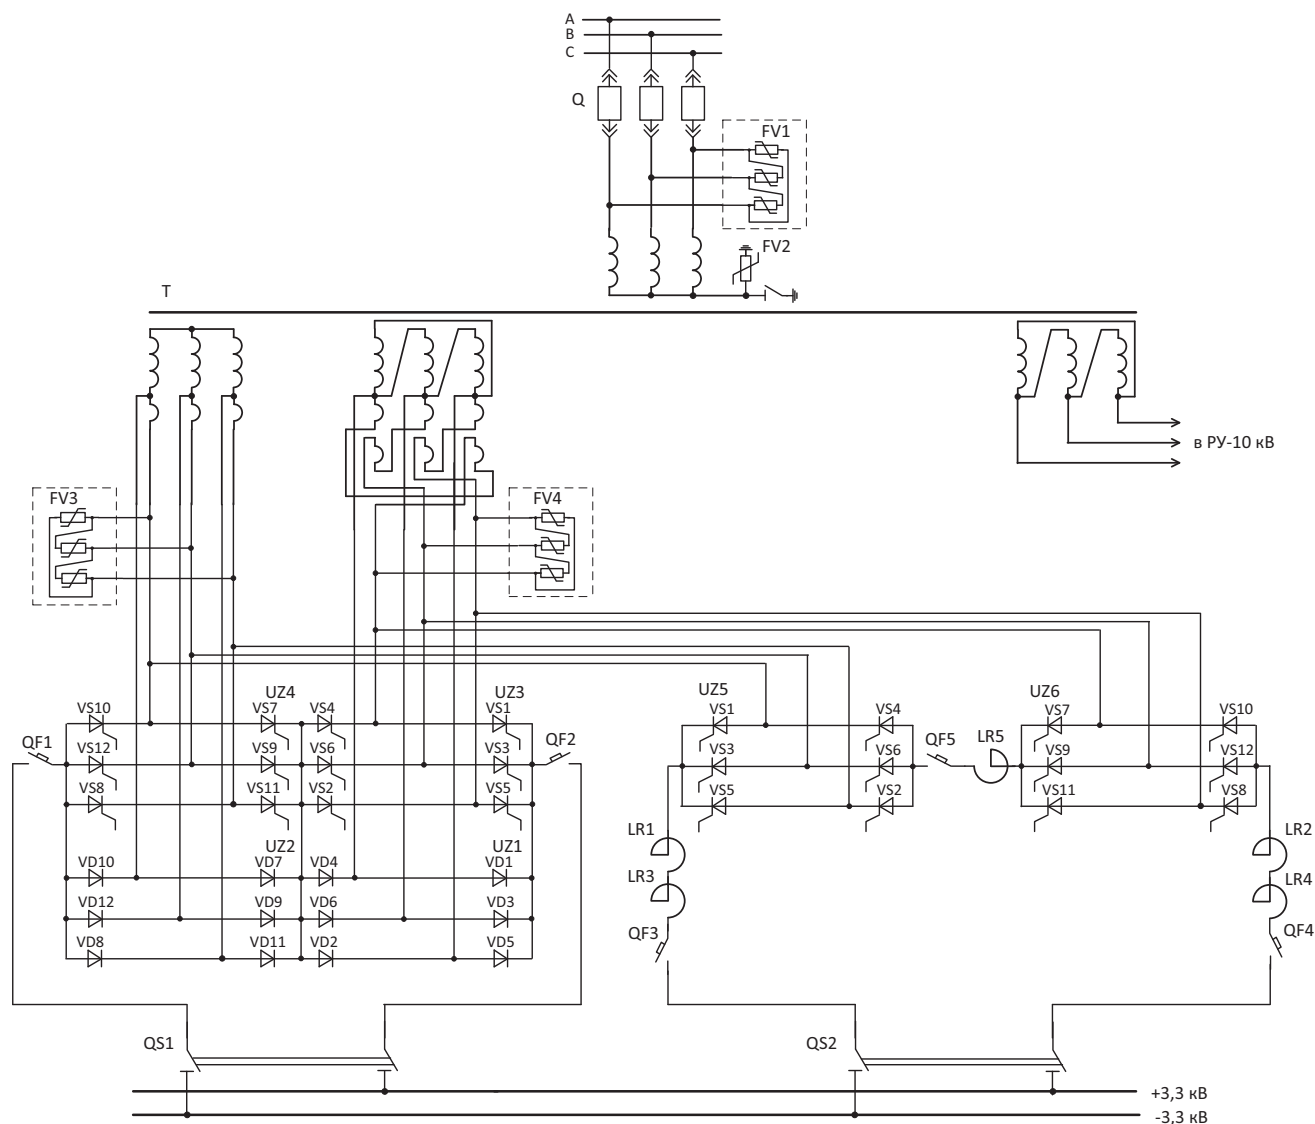 A
B
C
Q
FV1
FV2
T
в РУ-10 кВ
FV3
FV4
UZ4
UZ3
UZ5
UZ6
VS10
VS7
VS4
VS1
VS1
VS4
VS7
VS10
QF1
VS12
VS9
VS6
VS3
QF2
VS3
VS6
QF5
LR5
VS9
VS12
VS8
VS11
VS2
VS5
VS5
VS2
VS11
VS8
LR1
LR2
UZ2
UZ1
VD10
VD7
VD4
VD1
LR3
LR4
VD12
VD9
VD6
VD3
QF3
QF4
VD8
VD11
VD2
VD5
QS1
QS2
+3,3 кВ
-3,3 кВ